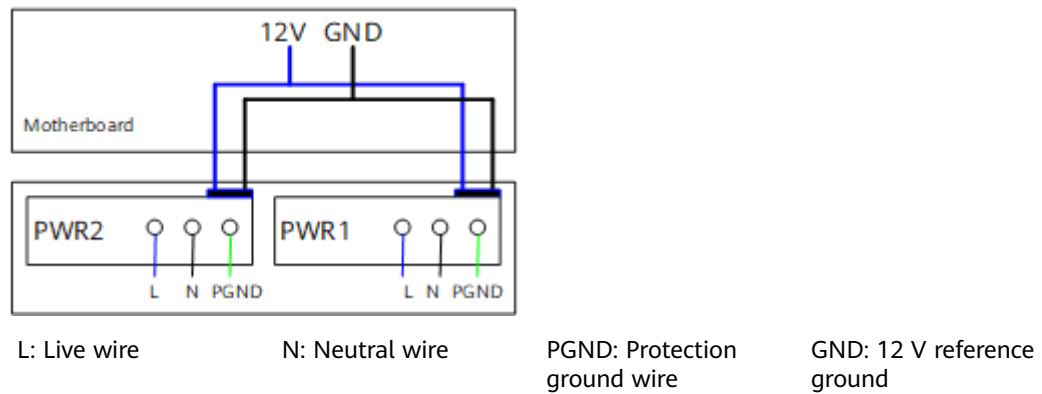 12V GND
Motherboard
PWR2
PWR1
L N PGND
L N PGND
L: Live wire
N: Neutral wire
PGND: Protection
ground wire
GND: 12 V reference
ground